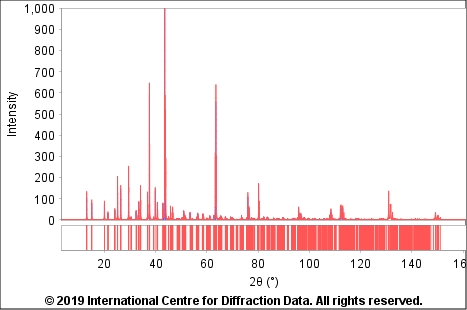 1,000
900
800
700
600
500
400
300
200
100
0
Intensity
20 40 60 80 100 120 140 16
2θ (°)
© 2019 International Centre for Diffraction Data. All rights reserved.